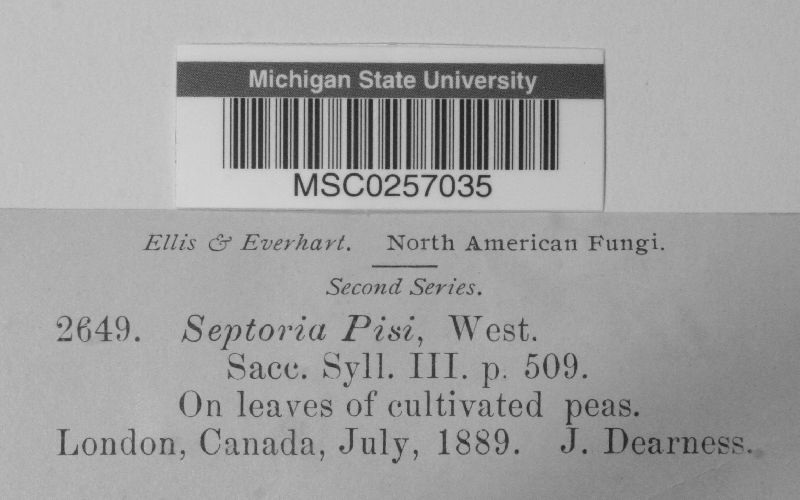 Michigan State University
MSC0257035
Ellis & Everhart. North American Fungi.
Second Series.
2649. Septoria Pisi, West.
Sacc. Syll. III. p. 509.
On leaves of cultivated peas.
London, Canada, July, 1889. J. Dearness.